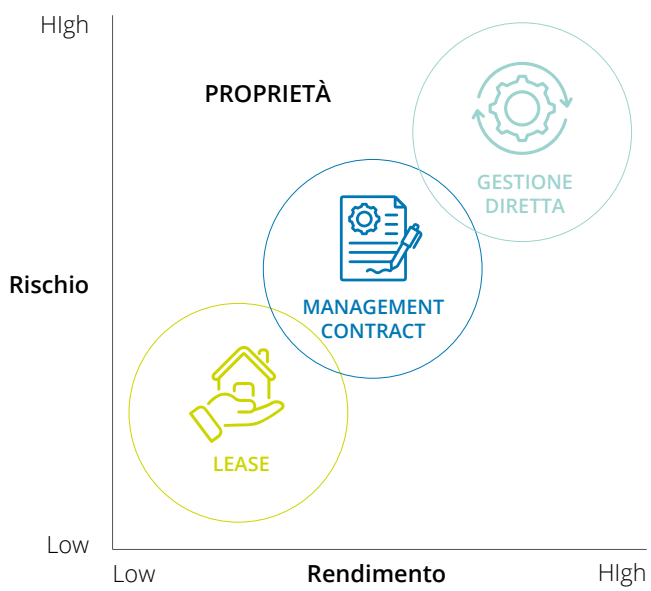 HIgh
PROPRIETÀ
GESTIONE
DIRETTA
Rischio
MANAGEMENT
CONTRACT
LEASE
Low
Low
Rendimento
HIgh